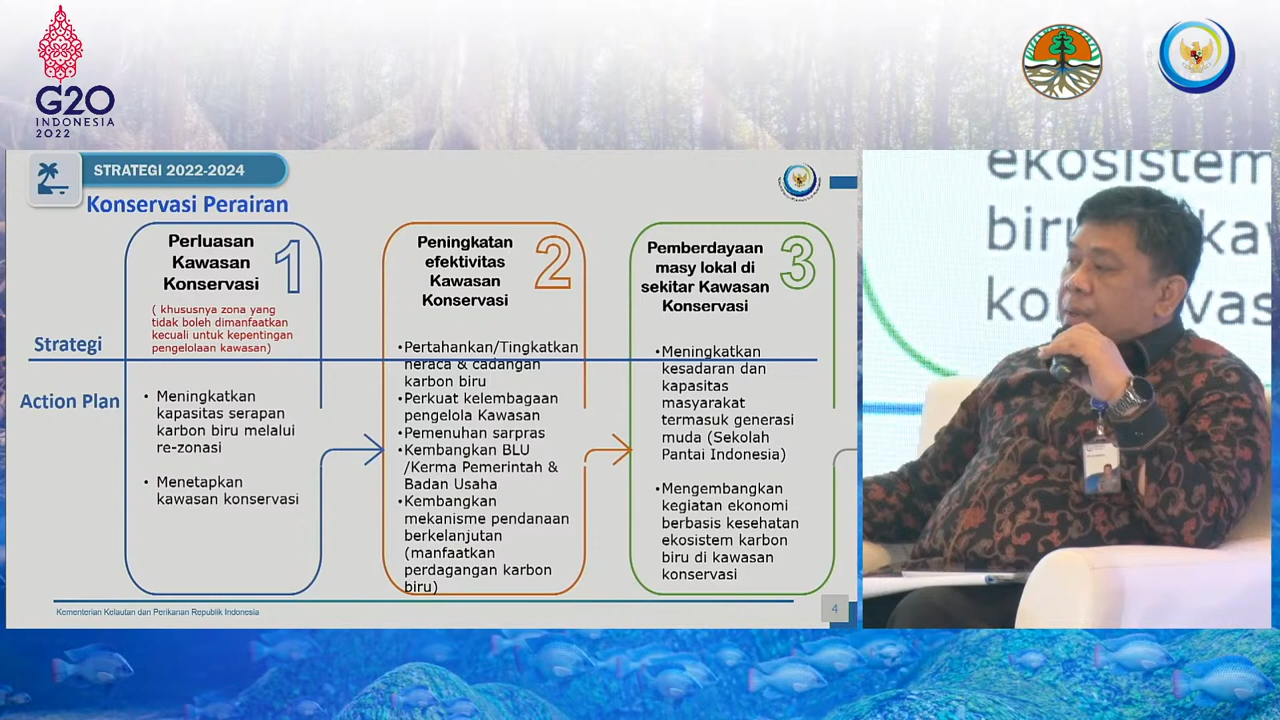 G20
INDONESIA
2022
STRATEGI 2022-2024
Konservasi Perairan
Perluasan
Kawasan
Konservasi
1
( khususnya zona yang
tidak boleh dimanfaatkan
kecuali untuk kepentingan
pengelolaan kawasan)
Peningkatan
efektivitas
Kawasan
Konservasi
2
Pemberdayaan
masy lokal di
sekitar Kawasan
Konservasi
3
Strategi
Action Plan
• Meningkatkan
kapasitas serapan
karbon biru melalui
re-zonasi
• Menetapkan
kawasan konservasi
•Pertahankan/Tingkatkan
neraca & cadangan
karbon biru
•Perkuat kelembagaan
pengelola Kawasan
•Pemenuhan sarpras
•Kembangkan BLU
/Kerma Pemerintah &
Badan Usaha
•Kembangkan
mekanisme pendanaan
berkelanjutan
(manfaatkan
perdagangan karbon
biru)
•Meningkatkan
kesadaran dan
kapasitas
masyarakat
termasuk generasi
muda (Sekolah
Pantai Indonesia)
•Mengembangkan
kegiatan ekonomi
berbasis kesehatan
ekosistem karbon
biru di kawasan
konservasi
Kementerian Kelautan dan Perikanan Republik Indonesia
4
ekosistem